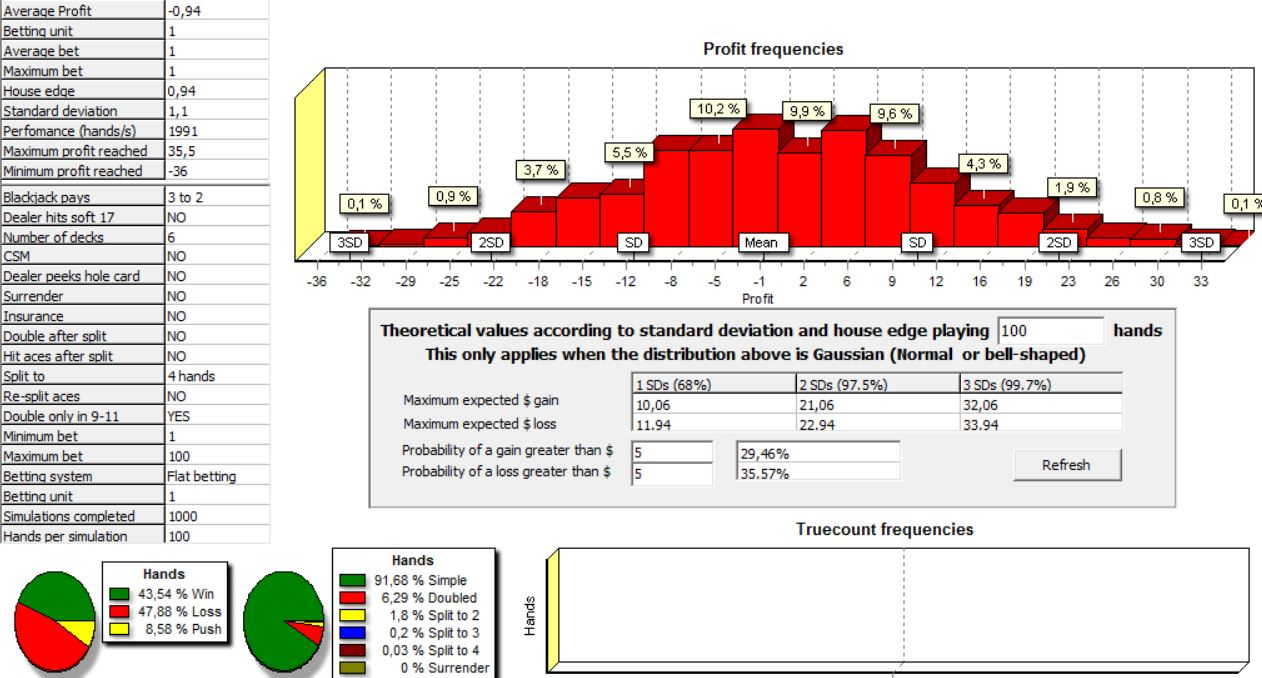 Average Profit -0,94
Betting unit 1
Average bet 1
Maximum bet 1
House edge 0,94
Standard deviation 1,1
Perfomance (hands/s) 1991
Maximum profit reached 35,5
Minimum profit reached -36
Blackjack pays 3 to 2
Dealer hits soft 17 NO
Number of decks 6
CSM NO
Dealer peeks hole card NO
Surrender NO
Insurance NO
Double after split NO
Hit aces after split NO
Split to 4 hands
Re-split aces NO
Double only in 9-11 YES
Minimum bet 1
Maximum bet 100
Betting system Flat betting
Betting unit 1
Simulations completed 1000
Hands per simulation 100
Profit frequencies
0,1 % 0,9 % 3,7 % 5,5 % 10,2 % 9,9 % 9,6 % 4,3 % 1,9 % 0,8 % 0,1 %
3SD 2SD SD Mean SD 2SD 3SD
-36 -32 -29 -25 -22 -18 -15 -12 -8 -5 -1 2 6 9 12 16 19 23 26 30 33
Profit
Theoretical values according to standard deviation and house edge playing 100 hands
This only applies when the distribution above is Gaussian (Normal or bell-shaped)
1 SDs (68%) 2 SDs (97.5%) 3 SDs (99.7%)
Maximum expected $ gain 10,06 21,06 32,06
Maximum expected $ loss 11.94 22.94 33.94
Probability of a gain greater than $ 5 29,46%
Probability of a loss greater than $ 5 35.57%
Refresh
Truecount frequencies
Hands
Hands
43,54 % Win
47,88 % Loss
8,58 % Push
Hands
91,68 % Simple
6,29 % Doubled
1,8 % Split to 2
0,2 % Split to 3
0,03 % Split to 4
0 % Surrender